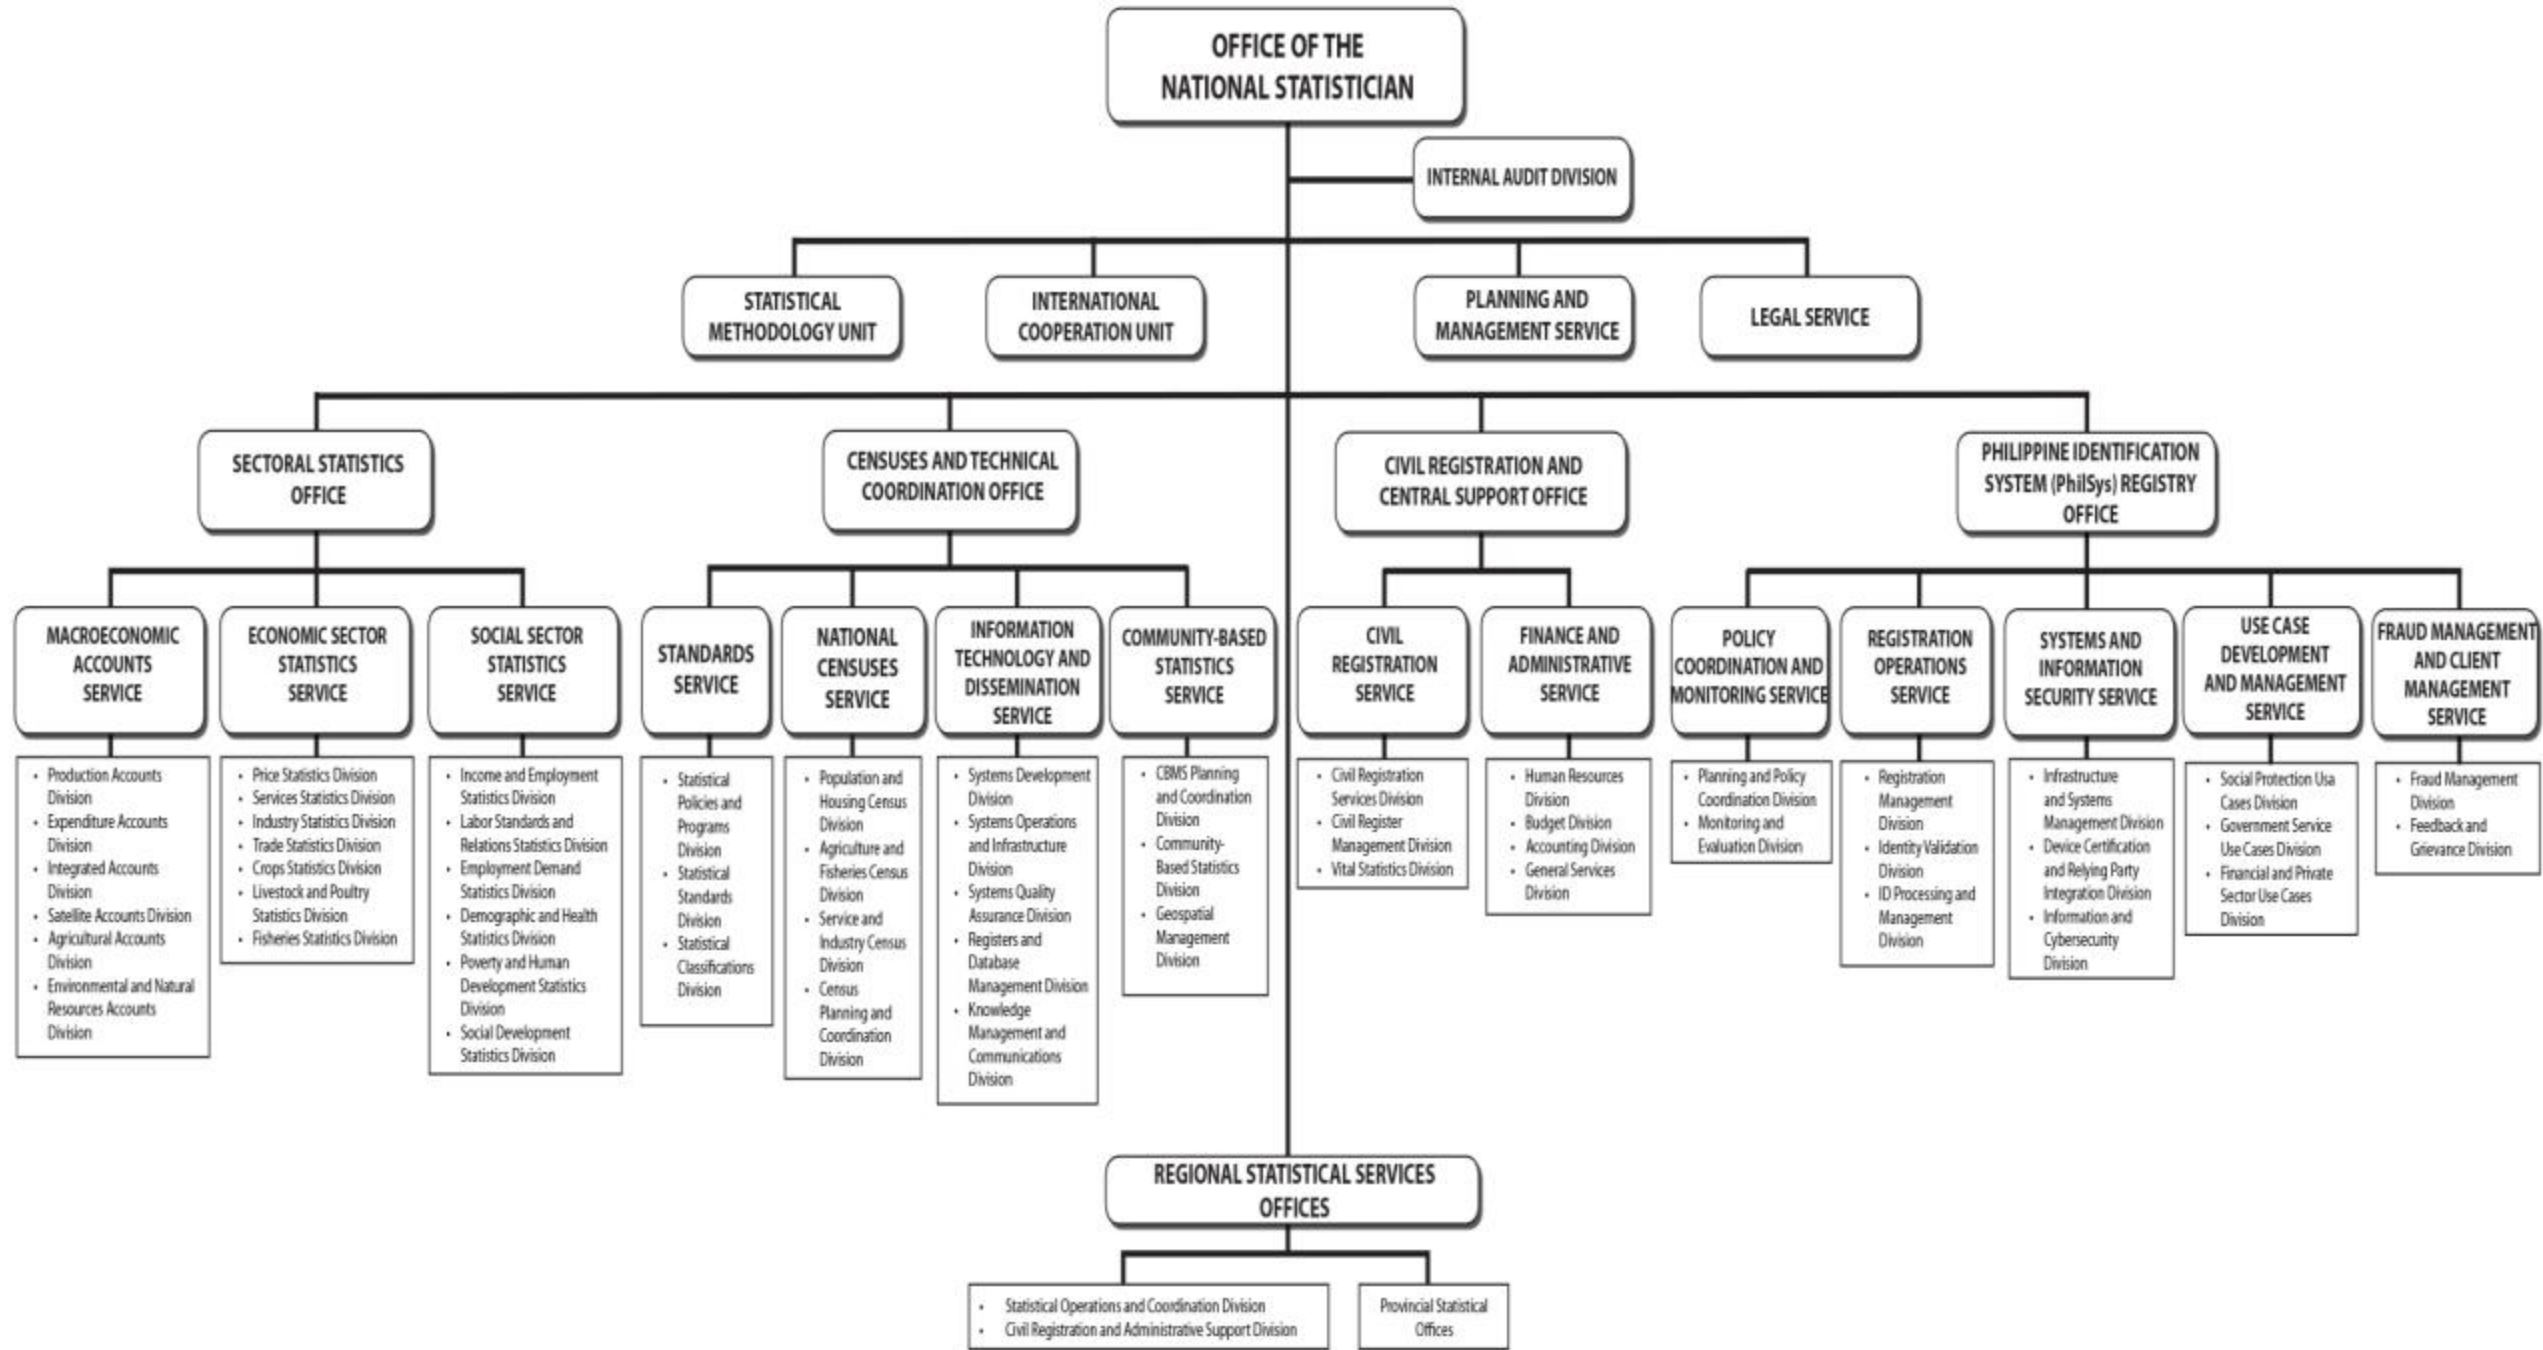 OFFICE OF THE
NATIONAL STATISTICIAN
INTERNAL AUDIT DIVISION
STATISTICAL
METHODOLOGY UNIT
INTERNATIONAL
COOPERATION UNIT
PLANNING AND
MANAGEMENT SERVICE
LEGAL SERVICE
SECTORAL STATISTICS
OFFICE
CENSUSES AND TECHNICAL
COORDINATION OFFICE
CIVIL REGISTRATION AND
CENTRAL SUPPORT OFFICE
PHILIPPINE IDENTIFICATION
SYSTEM (PhilSys) REGISTRY
OFFICE
MACROECONOMIC
ACCOUNTS
SERVICE
ECONOMIC SECTOR
STATISTICS
SERVICE
SOCIAL SECTOR
STATISTICS
SERVICE
STANDARDS
SERVICE
NATIONAL
CENSUSES
SERVICE
INFORMATION
TECHNOLOGY AND
DISSEMINATION
SERVICE
COMMUNITY-BASED
STATISTICS
SERVICE
CIVIL
REGISTRATION
SERVICE
FINANCE AND
ADMINISTRATIVE
SERVICE
POLICY
COORDINATION AND
MONITORING SERVICE
REGISTRATION
OPERATIONS
SERVICE
SYSTEMS AND
INFORMATION
SECURITY SERVICE
USE CASE
DEVELOPMENT
AND MANAGEMENT
SERVICE
FRAUD MANAGEMENT
AND CLIENT
MANAGEMENT
SERVICE
• Production Accounts
Division
• Expenditure Accounts
Division
• Integrated Accounts
Division
• Satellite Accounts Division
• Agricultural Accounts
Division
• Environmental and Natural
Resources Accounts
Division
• Price Statistics Division
• Services Statistics Division
• Industry Statistics Division
• Trade Statistics Division
• Crops Statistics Division
• Livestock and Poultry
Statistics Division
• Fisheries Statistics Division
• Income and Employment
Statistics Division
• Labor Standards and
Relations Statistics Division
• Employment Demand
Statistics Division
• Demographic and Health
Statistics Division
• Poverty and Human
Development Statistics
Division
• Social Development
Statistics Division
• Statistical
Policies and
Programs
Division
• Statistical
Standards
Division
• Statistical
Classifications
Division
• Population and
Housing Census
Division
• Agriculture and
Fisheries Census
Division
• Service and
Industry Census
Division
• Census
Planning and
Coordination
Division
• Systems Development
Division
• Systems Operations
and Infrastructure
Division
• Systems Quality
Assurance Division
• Registers and
Database
Management Division
• Knowledge
Management and
Communications
Division
• CBMS Planning
and Coordination
Division
• Community-
Based Statistics
Division
• Geospatial
Management
Division
• Civil Registration
Services Division
• Civil Register
Management Division
• Vital Statistics Division
• Human Resources
Division
• Budget Division
• Accounting Division
• General Services
Division
• Planning and Policy
Coordination Division
• Monitoring and
Evaluation Division
• Registration
Management
Division
• Identity Validation
Division
• ID Processing and
Management
Division
• Infrastructure
and Systems
Management Division
• Device Certification
and Relying Party
Integration Division
• Information and
Cybersecurity
Division
• Social Protection Usa
Cases Division
• Government Service
Use Cases Division
• Financial and Private
Sector Use Cases
Division
• Fraud Management
Division
• Feedback and
Grievance Division
REGIONAL STATISTICAL SERVICES
OFFICES
• Statistical Operations and Coordination Division
• Civil Registration and Administrative Support Division
Provincial Statistical
Offices